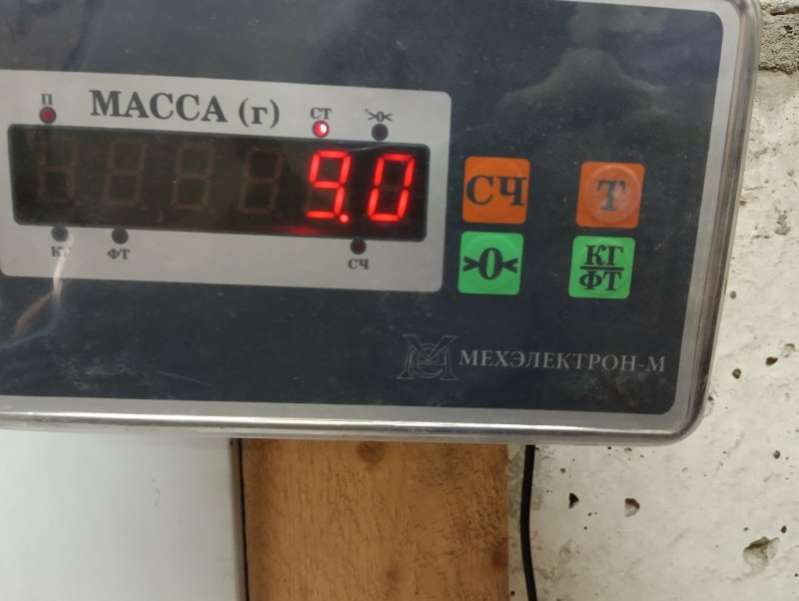 МАССА (г)
П СТ >0<
9.0
КГ ФТ СЧ
СЧ Т
>0< КГ/ФТ
МЕХЭЛЕКТРОН-М